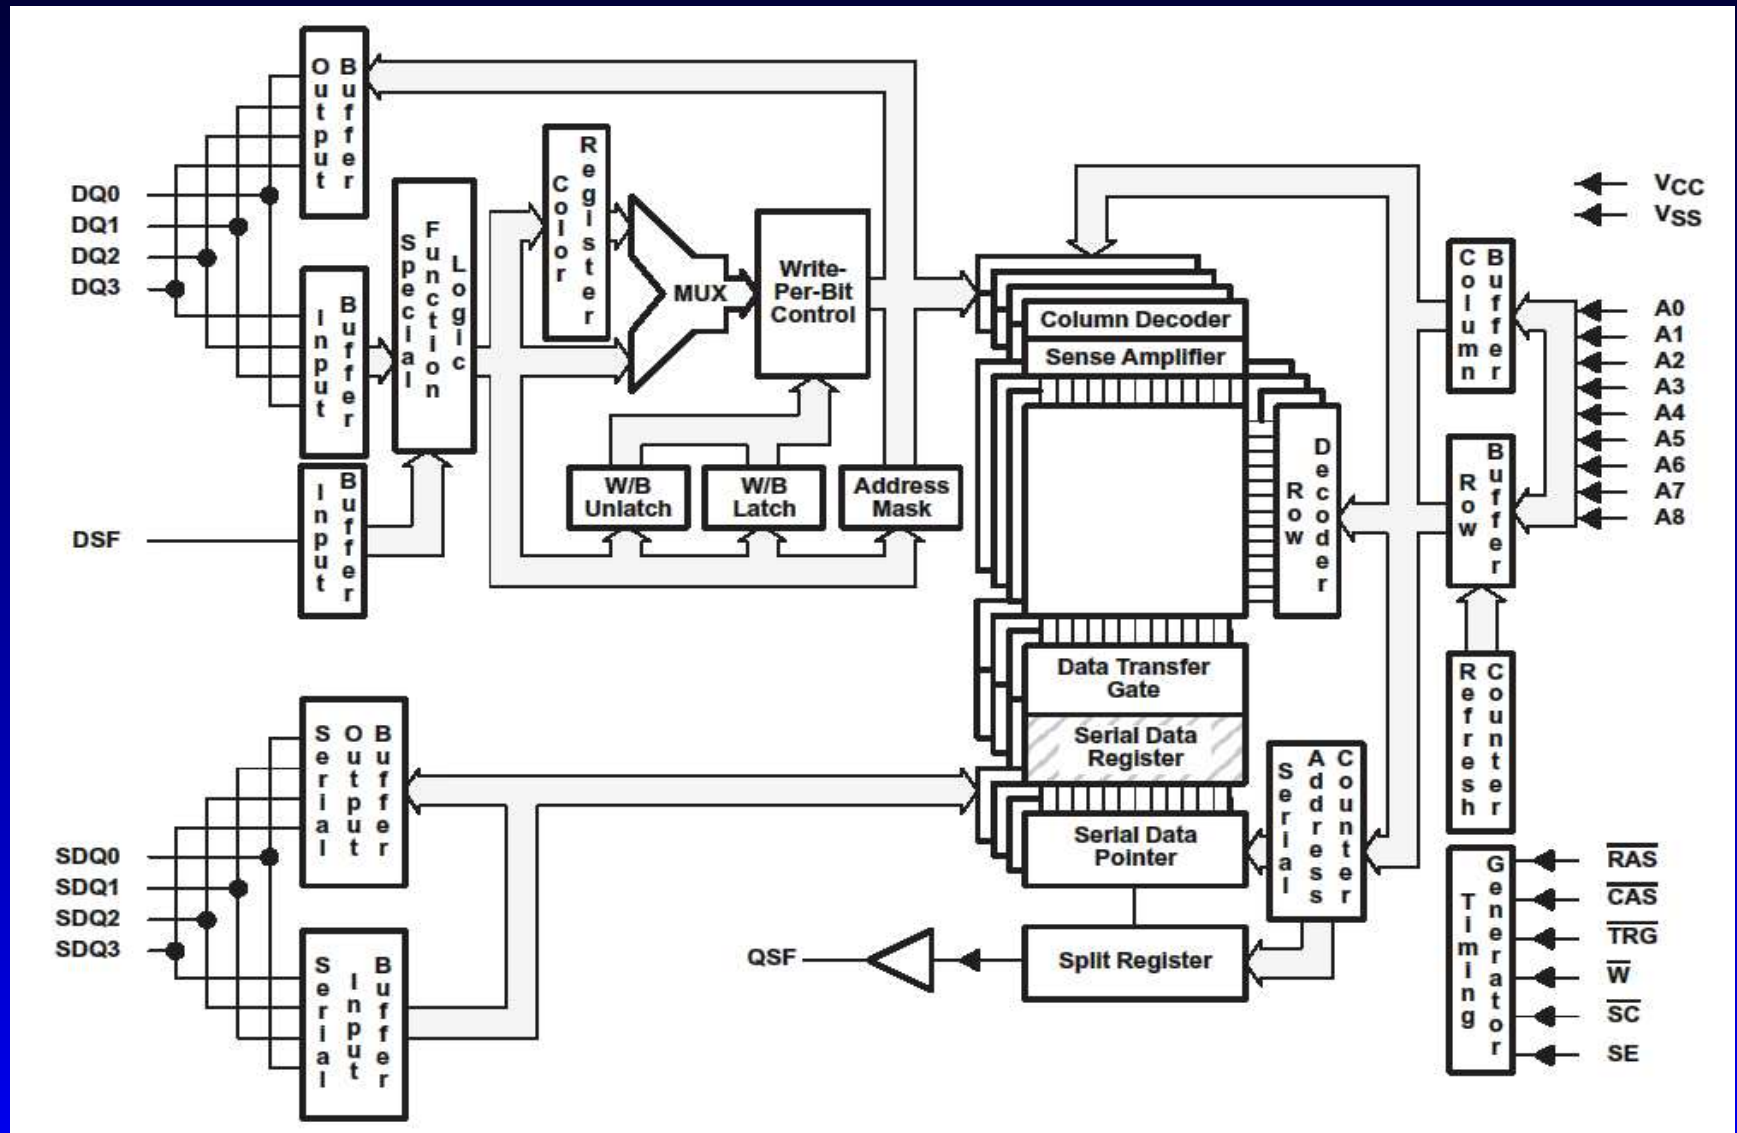 Output Buffer
DQ0
DQ1
DQ2
DQ3
Input Buffer
Input Buffer
DSF
Special Function Logic
Color Register
MUX
Write-
Per-Bit
Control
W/B
Unlatch
W/B
Latch
Address
Mask
Column Decoder
Sense Amplifier
Row Decoder
Data Transfer
Gate
Serial Data
Register
Serial Data
Pointer
Serial Address Counter
Split Register
QSF
Serial Output Buffer
SDQ0
SDQ1
SDQ2
SDQ3
Serial Input Buffer
VCC
VSS
Column Buffer
A0
A1
A2
A3
A4
A5
A6
A7
A8
Row Buffer
Refresh Counter
Timing Generator
R̅A̅S̅
C̅A̅S̅
T̅R̅G̅
W̅
S̅C̅
SE